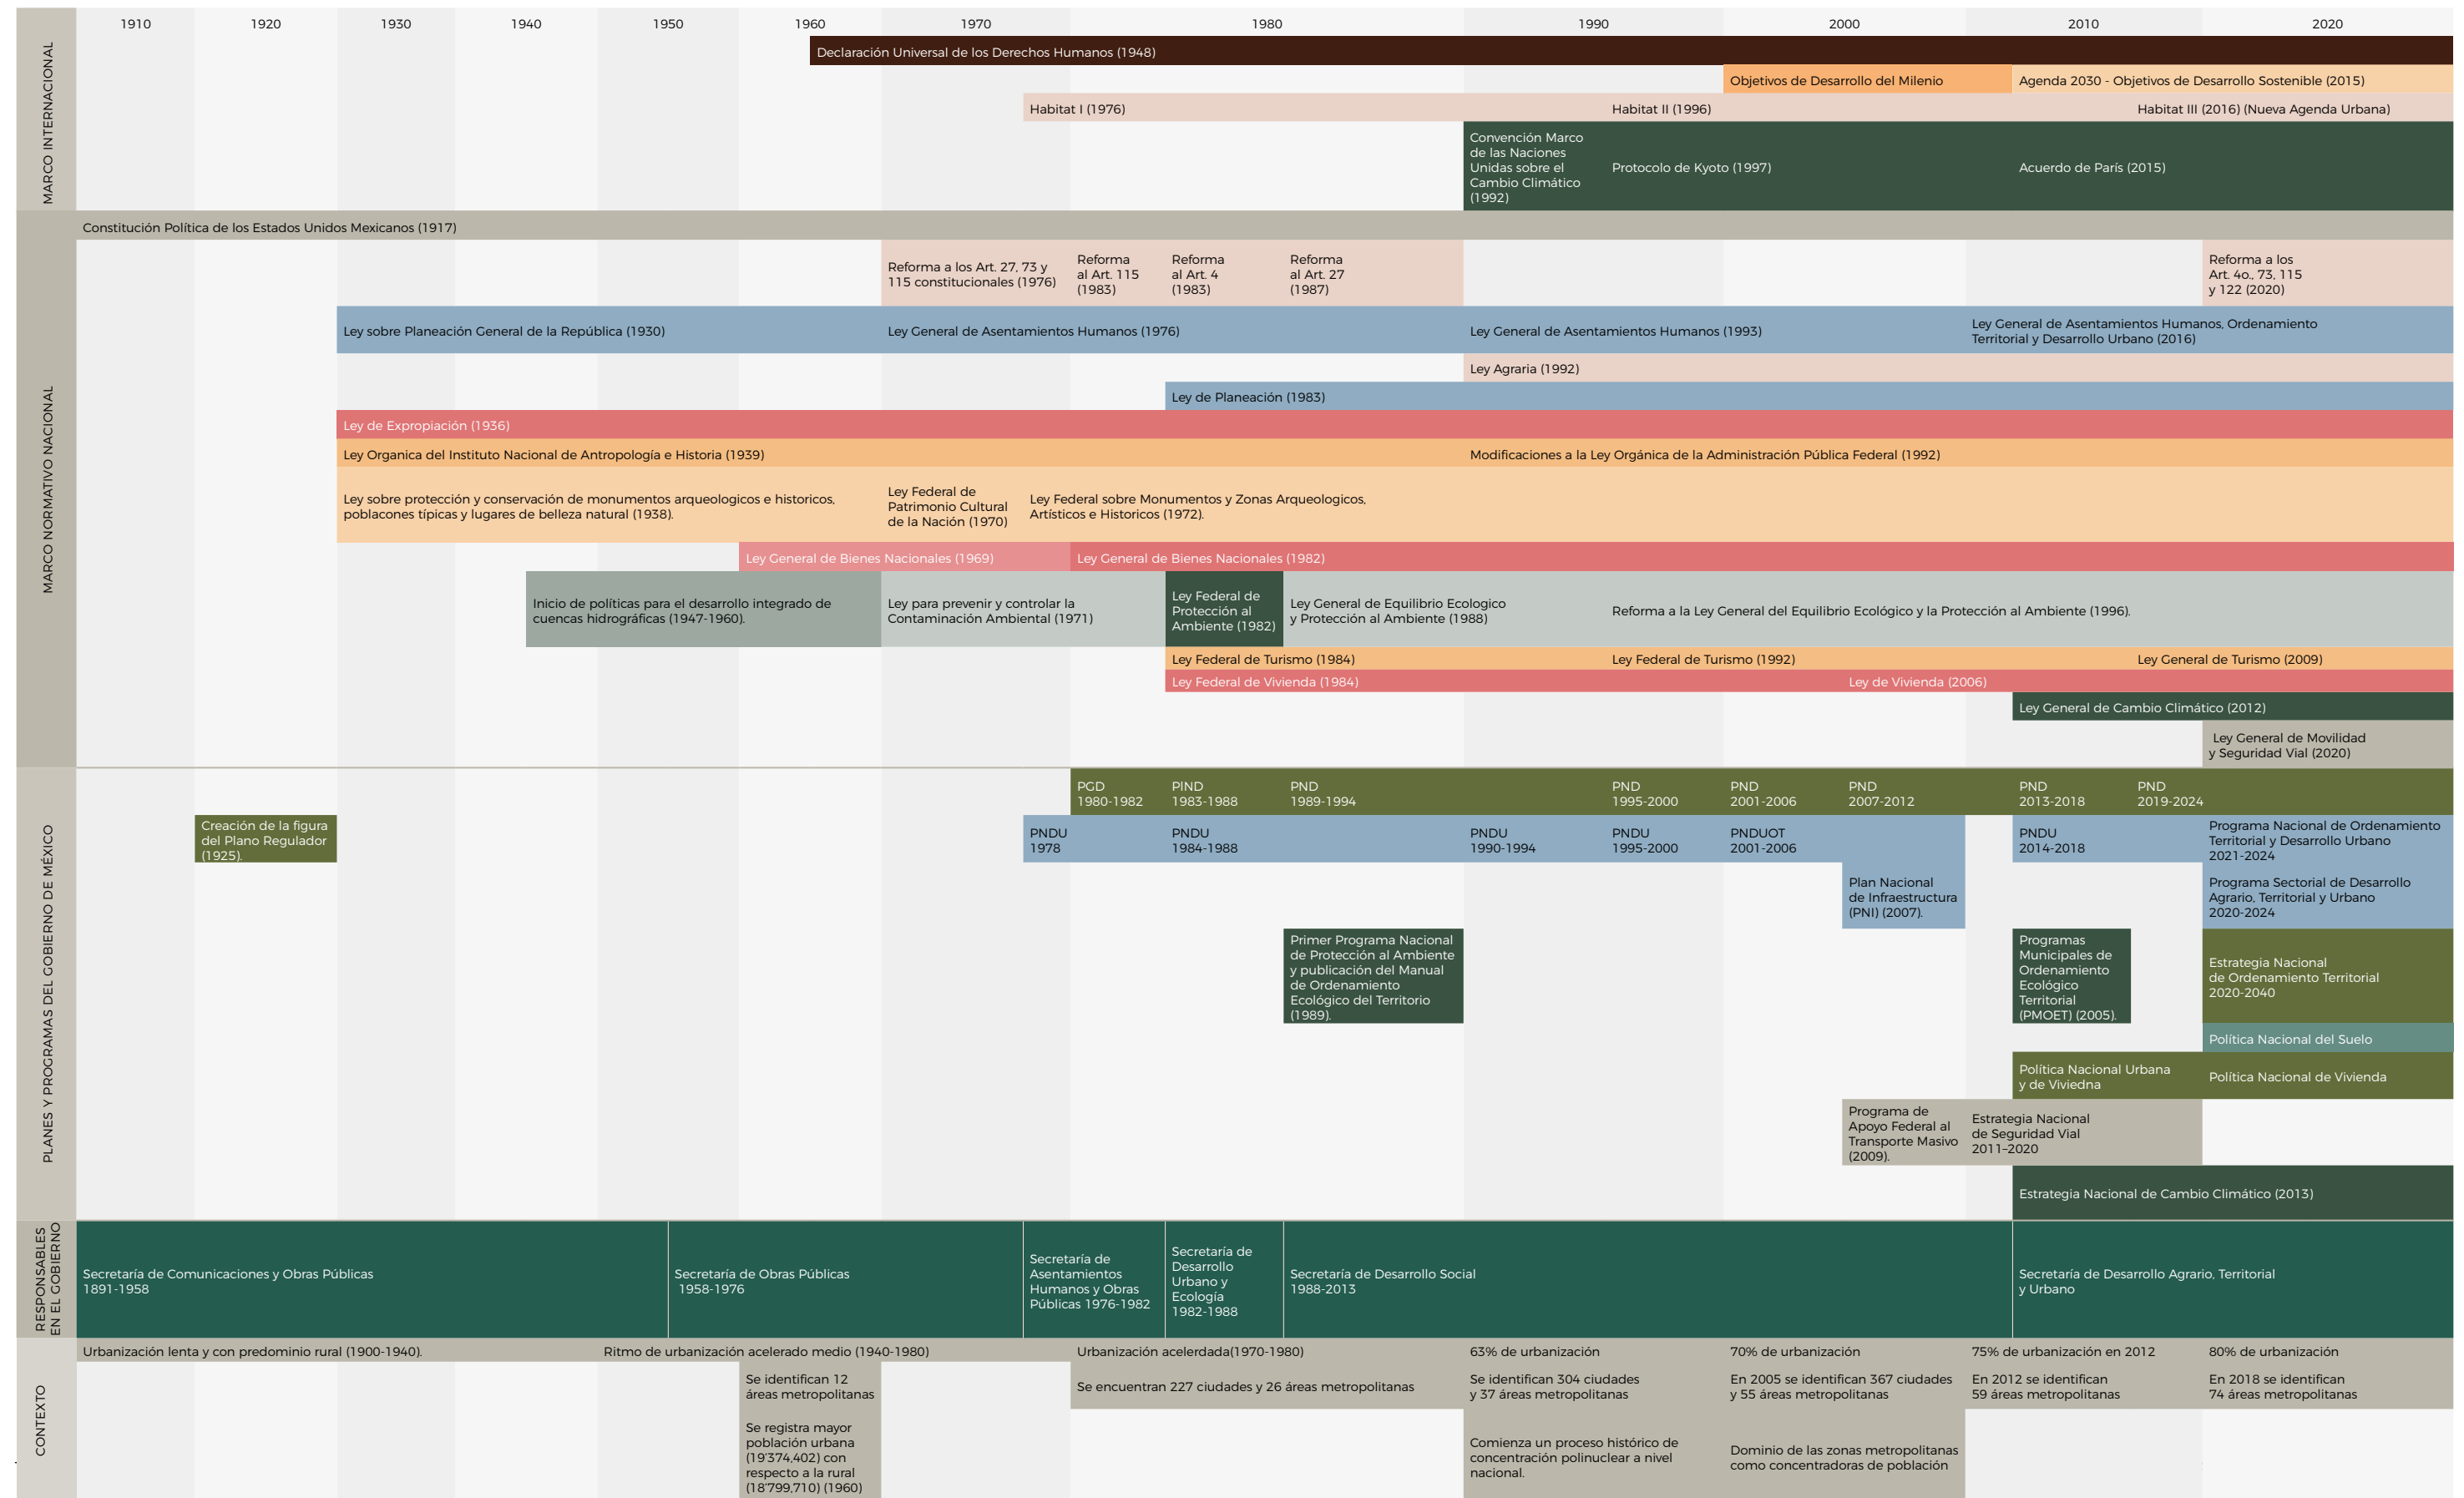 1910 1920 1930 1940 1950 1960 1970 1980 1990 2000 2010 2020
MARCO INTERNACIONAL
Declaración Universal de los Derechos Humanos (1948)
Objetivos de Desarrollo del Milenio
Agenda 2030 - Objetivos de Desarrollo Sostenible (2015)
Habitat I (1976)
Habitat II (1996)
Habitat III (2016) (Nueva Agenda Urbana)
Convención Marco
de las Naciones
Unidas sobre el
Cambio Climático
(1992)
Protocolo de Kyoto (1997)
Acuerdo de París (2015)
MARCO NORMATIVO NACIONAL
Constitución Política de los Estados Unidos Mexicanos (1917)
Reforma a los Art. 27, 73 y
115 constitucionales (1976)
Reforma
al Art. 115
(1983)
Reforma
al Art. 4
(1983)
Reforma
al Art. 27
(1987)
Reforma a los
Art. 4o., 73, 115
y 122 (2020)
Ley sobre Planeación General de la República (1930)
Ley General de Asentamientos Humanos (1976)
Ley General de Asentamientos Humanos (1993)
Ley General de Asentamientos Humanos, Ordenamiento
Territorial y Desarrollo Urbano (2016)
Ley Agraria (1992)
Ley de Planeación (1983)
Ley de Expropiación (1936)
Ley Organica del Instituto Nacional de Antropología e Historia (1939)
Modificaciones a la Ley Orgánica de la Administración Pública Federal (1992)
Ley sobre protección y conservación de monumentos arqueologicos e historicos,
poblacones típicas y lugares de belleza natural (1938).
Ley Federal de
Patrimonio Cultural
de la Nación (1970)
Ley Federal sobre Monumentos y Zonas Arqueologicos,
Artísticos e Historicos (1972).
Ley General de Bienes Nacionales (1969)
Ley General de Bienes Nacionales (1982)
Inicio de políticas para el desarrollo integrado de
cuencas hidrográficas (1947-1960).
Ley para prevenir y controlar la
Contaminación Ambiental (1971)
Ley Federal de
Protección al
Ambiente (1982)
Ley General de Equilibrio Ecologico
y Protección al Ambiente (1988)
Reforma a la Ley General del Equilibrio Ecológico y la Protección al Ambiente (1996).
Ley Federal de Turismo (1984)
Ley Federal de Turismo (1992)
Ley General de Turismo (2009)
Ley Federal de Vivienda (1984)
Ley de Vivienda (2006)
Ley General de Cambio Climático (2012)
Ley General de Movilidad
y Seguridad Vial (2020)
PLANES Y PROGRAMAS DEL GOBIERNO DE MÉXICO
PGD
1980-1982
PIND
1983-1988
PND
1989-1994
PND
1995-2000
PND
2001-2006
PND
2007-2012
PND
2013-2018
PND
2019-2024
Creación de la figura
del Plano Regulador
(1925).
PNDU
1978
PNDU
1984-1988
PNDU
1990-1994
PNDU
1995-2000
PNDUOT
2001-2006
PNDU
2014-2018
Programa Nacional de Ordenamiento
Territorial y Desarrollo Urbano
2021-2024
Plan Nacional
de Infraestructura
(PNI) (2007).
Programa Sectorial de Desarrollo
Agrario, Territorial y Urbano
2020-2024
Primer Programa Nacional
de Protección al Ambiente
y publicación del Manual
de Ordenamiento
Ecológico del Territorio
(1989).
Programas
Municipales de
Ordenamiento
Ecológico
Territorial
(PMOET) (2005).
Estrategia Nacional
de Ordenamiento Territorial
2020-2040
Política Nacional del Suelo
Política Nacional Urbana
y de Viviedna
Política Nacional de Vivienda
Programa de
Apoyo Federal al
Transporte Masivo
(2009).
Estrategia Nacional
de Seguridad Vial
2011–2020
Estrategia Nacional de Cambio Climático (2013)
RESPONSABLES
EN EL GOBIERNO
Secretaría de Comunicaciones y Obras Públicas
1891-1958
Secretaría de Obras Públicas
1958-1976
Secretaría de
Asentamientos
Humanos y Obras
Públicas 1976-1982
Secretaría de
Desarrollo
Urbano y
Ecología
1982-1988
Secretaría de Desarrollo Social
1988-2013
Secretaría de Desarrollo Agrario, Territorial
y Urbano
CONTEXTO
Urbanización lenta y con predominio rural (1900-1940).
Ritmo de urbanización acelerado medio (1940-1980)
Urbanización acelerdada(1970-1980)
63% de urbanización
70% de urbanización
75% de urbanización en 2012
80% de urbanización
Se identifican 12
áreas metropolitanas
Se encuentran 227 ciudades y 26 áreas metropolitanas
Se identifican 304 ciudades
y 37 áreas metropolitanas
En 2005 se identifican 367 ciudades
y 55 áreas metropolitanas
En 2012 se identifican
59 áreas metropolitanas
En 2018 se identifican
74 áreas metropolitanas
Se registra mayor
población urbana
(19'374,402) con
respecto a la rural
(18'799,710) (1960)
Comienza un proceso histórico de
concentración polinuclear a nivel
nacional.
Dominio de las zonas metropolitanas
como concentradoras de población